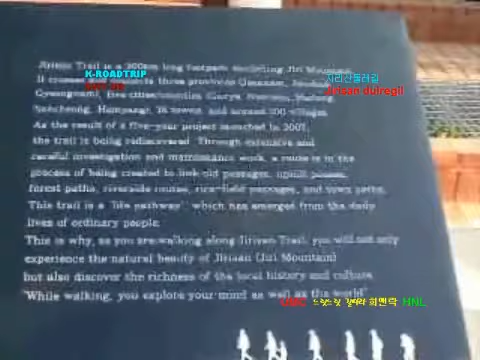 Jirisan Trail is a 300km long footpath encircling Jiri Mountain.
It crosses and connects three provinces
K-ROADTRIP
지리산둘레길
Jirisan dulregil
Gyeongnam), five cities/counties
Sancheong, Hamyang), 16 towns, and around 100 villages.
As the result of a five-year project launched in 2007,
the trail is being rediscovered. Through extensive and
careful investigation and maintenance work, a route is in the
process of being created to link old passages, uphill passes,
forest paths, riverside routes, rice-field passages, and town paths.
This trail is a "life pathway" which has emerged from the daily
lives of ordinary people.
This is why, as you are walking along Jirisan Trail, you will not only
experience the natural beauty of Jirisan (Jiri Mountain)
but also discover the richness of the local history and culture.
"While walking, you explore your mind as well as the world"
희맨락 HNL